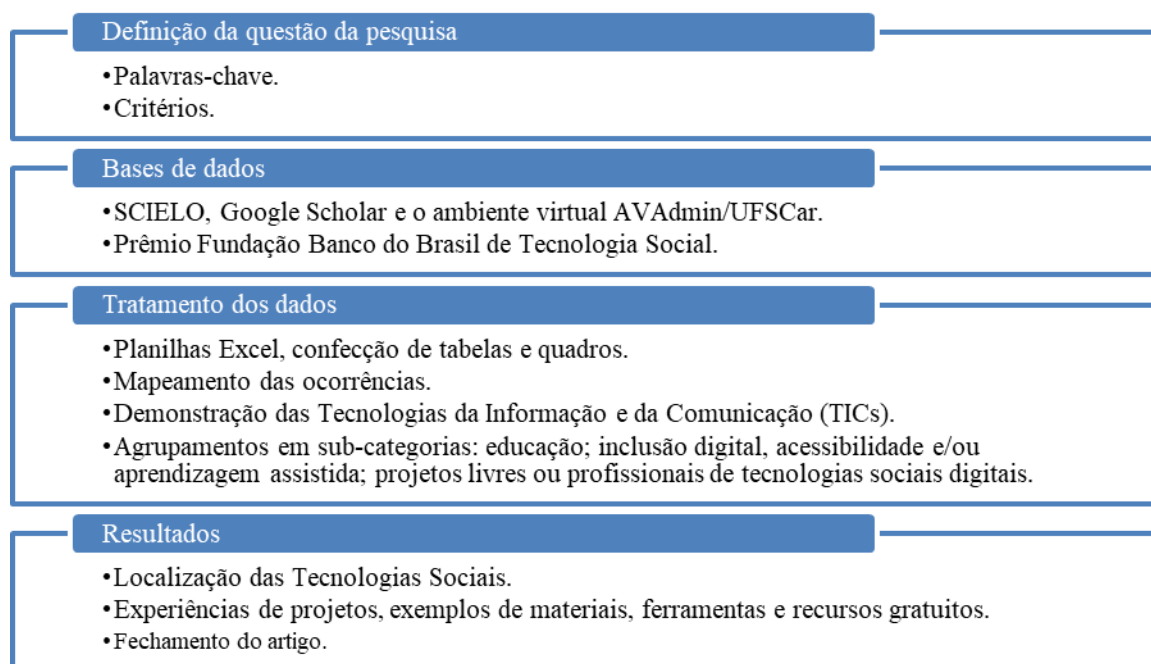 Definição da questão da pesquisa
•Palavras-chave.
•Critérios.
Bases de dados
•SCIELO, Google Scholar e o ambiente virtual AVAdmin/UFSCar.
•Prêmio Fundação Banco do Brasil de Tecnologia Social.
Tratamento dos dados
•Planilhas Excel, confecção de tabelas e quadros.
•Mapeamento das ocorrências.
•Demonstração das Tecnologias da Informação e da Comunicação (TICs).
•Agrupamentos em sub-categorias: educação; inclusão digital, acessibilidade e/ou
aprendizagem assistida; projetos livres ou profissionais de tecnologias sociais digitais.
Resultados
•Localização das Tecnologias Sociais.
•Experiências de projetos, exemplos de materiais, ferramentas e recursos gratuitos.
•Fechamento do artigo.